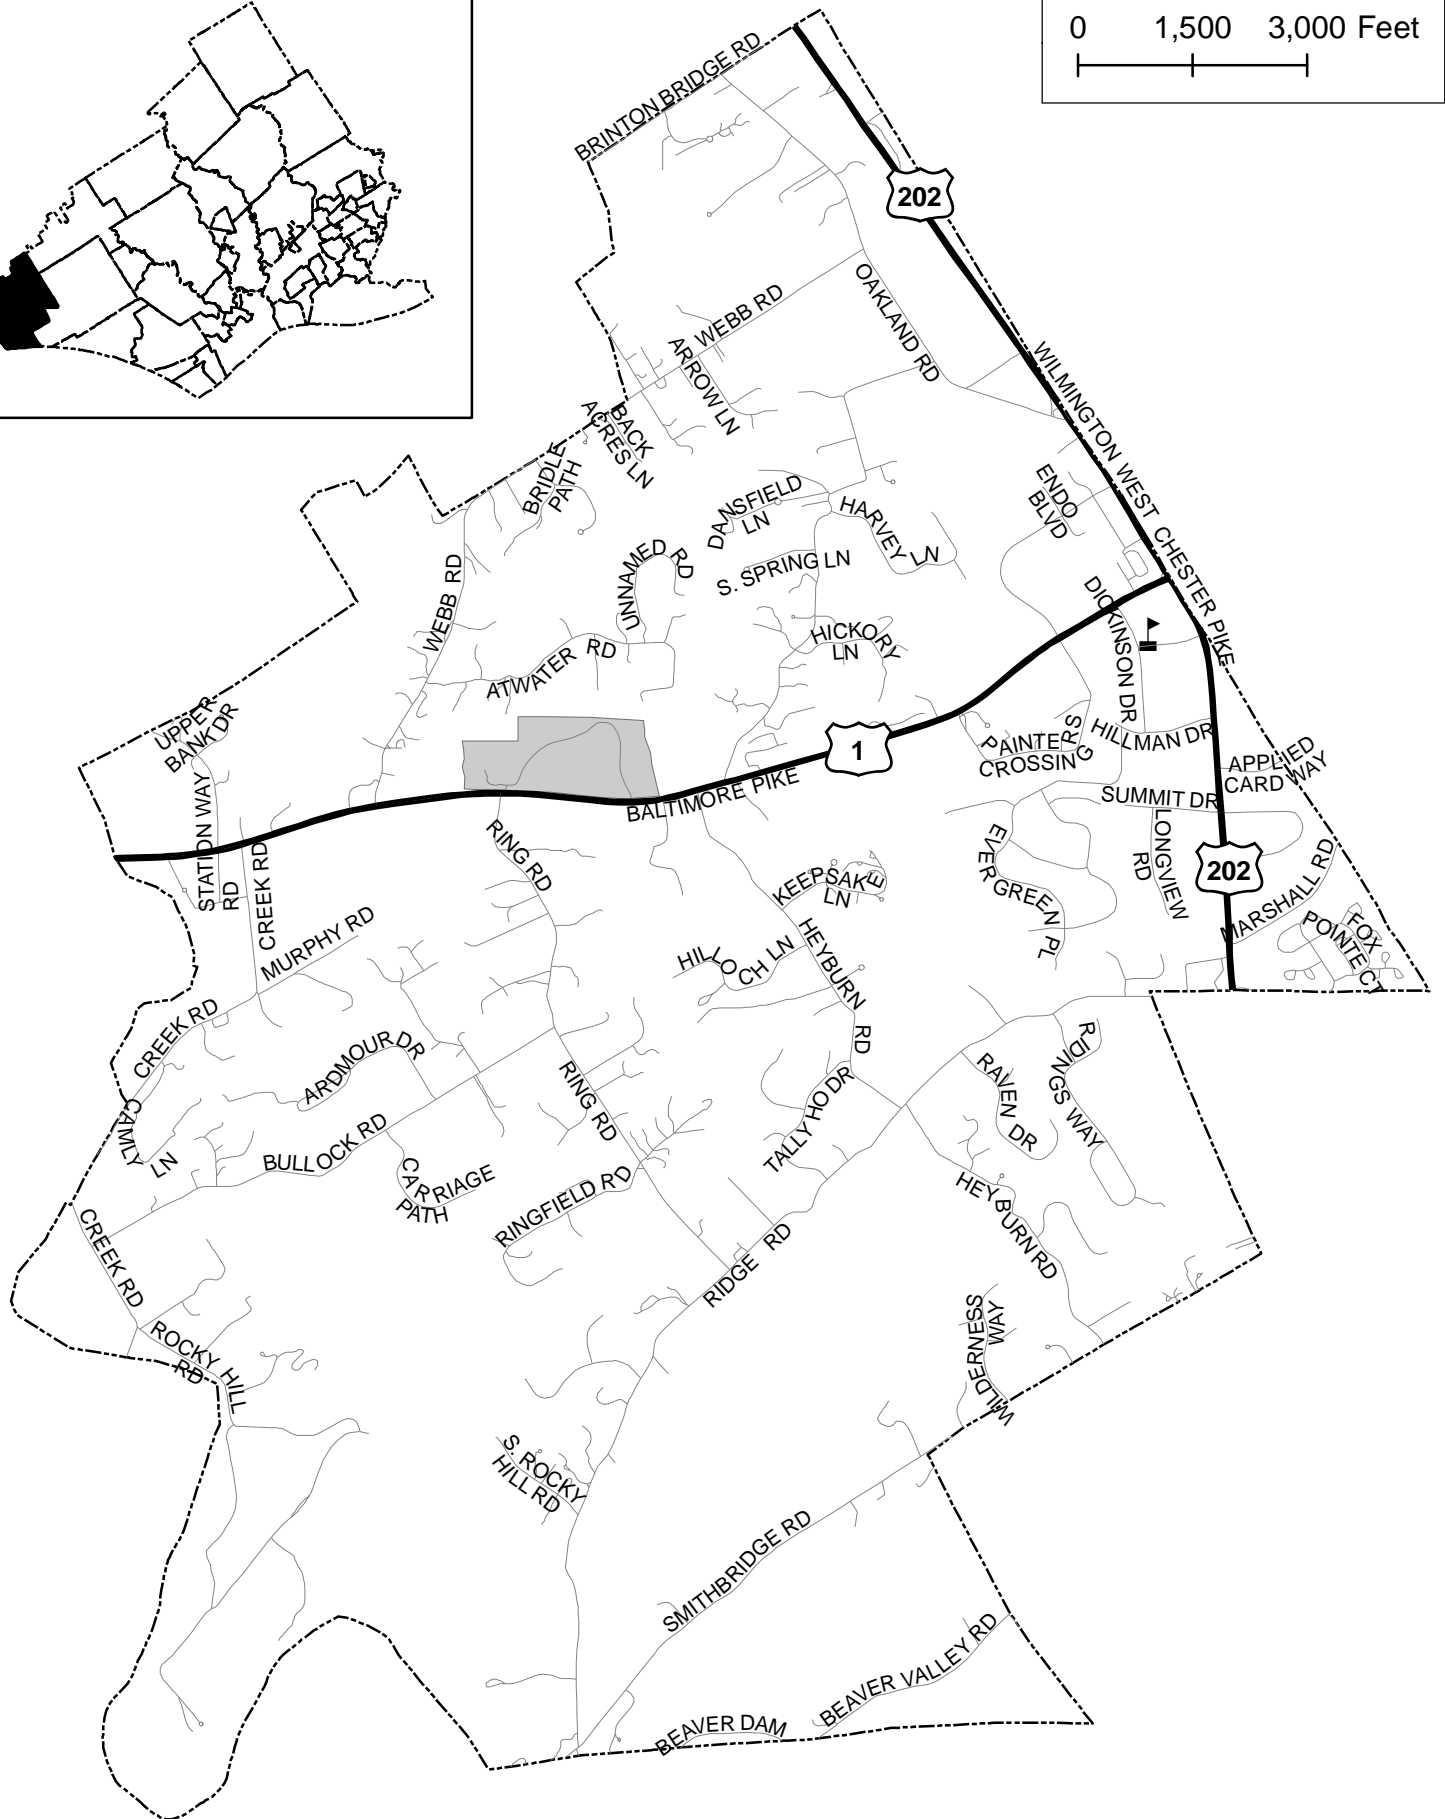 0 1,500 3,000 Feet
BRINTON BRIDGE RD
202
OAKLAND RD
WEBB RD
ARROW LN
WILMINGTON WEST CHESTER PIKE
BACK
ACRES LN
BRIDLE
PATH
ENDO
BLVD
DANSFIELD
LN
HARVEY LN
S. SPRING LN
UNNAMED RD
WEBB RD
DICKINSON DR
HICKORY
LN
ATWATER RD
UPPER
BANK DR
1
PAINTERS
CROSSING
HILLMAN DR
APPLIED
CARD WAY
STATION WAY
RD
BALTIMORE PIKE
SUMMIT DR
LONGVIEW
RD
EVERGREEN PL
RING RD
CREEK RD
KEEPSAKE
LN
202
MARSHALL RD
FOX
POINTE CT
MURPHY RD
HILLOCH LN
HEYBURN RD
CREEK RD
ARDMOUR DR
RING RD
RIDINGS WAY
RAVEN DR
TALLY HO DR
CAMLY LN
BULLOCK RD
CARRIAGE
PATH
RINGFIELD RD
HEYBURN RD
CREEK RD
RIDGE RD
ROCKY HILL
RD
WILDERNESS
WAY
S. ROCKY
HILL RD
SMITHBRIDGE RD
BEAVER VALLEY RD
BEAVER DAM